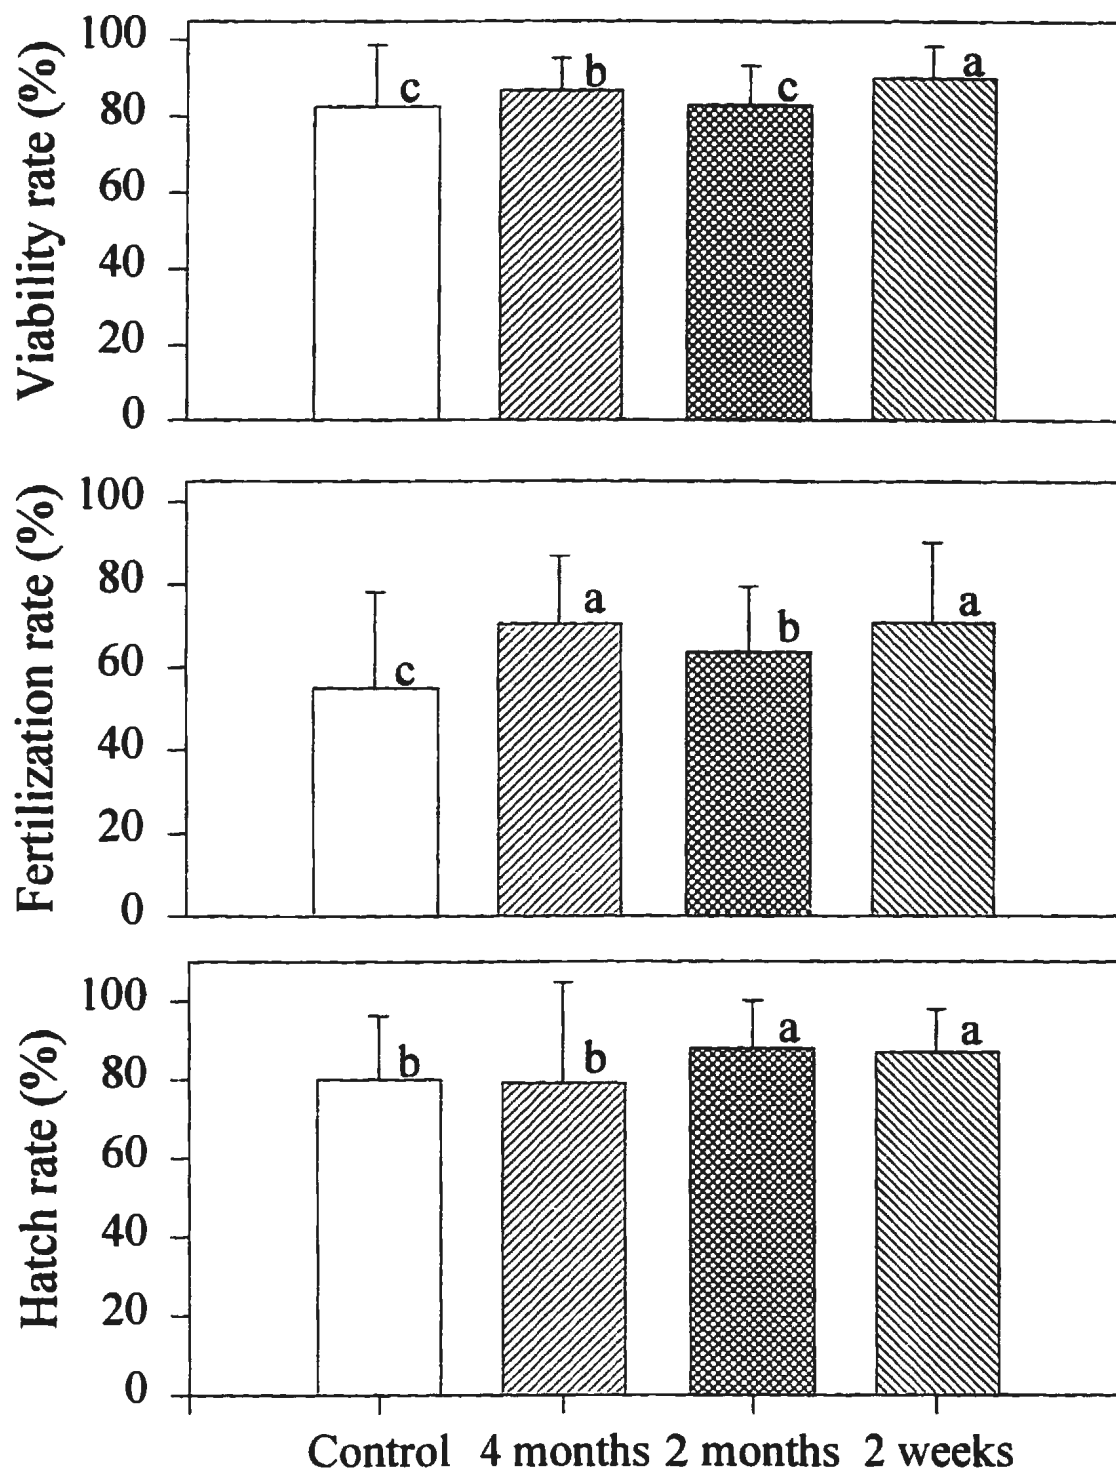 Viability rate (%)
100
80
60
40
20
0
c
b
c
a
Fertilization rate (%)
100
80
60
40
20
0
c
a
b
a
Hatch rate (%)
100
80
60
40
20
0
b
b
a
a
Control 4 months 2 months 2 weeks